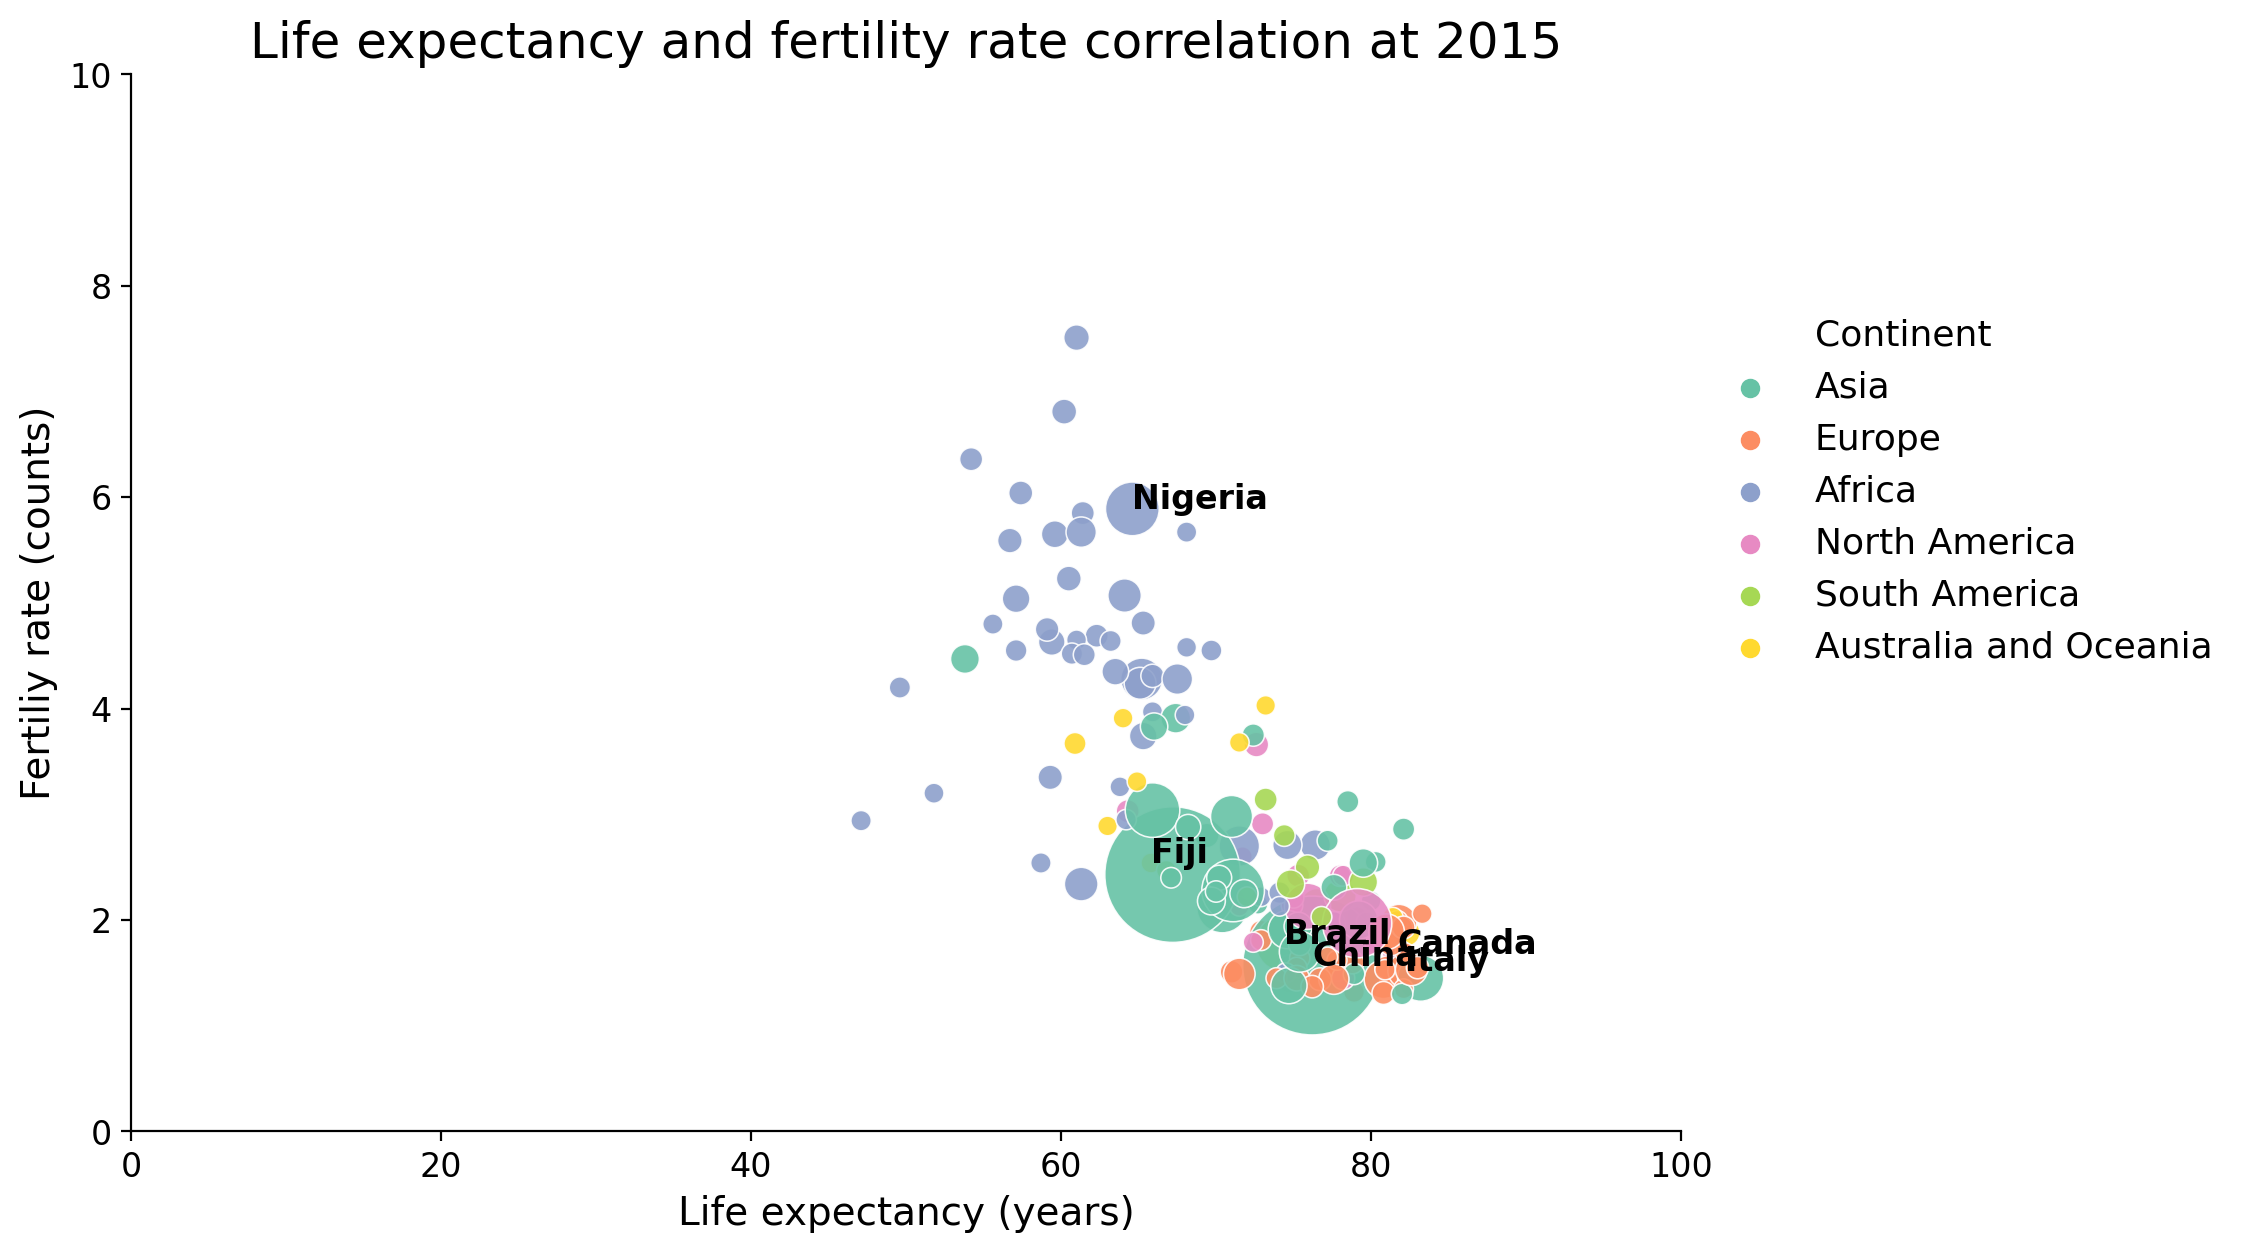 Life expectancy and fertility rate correlation at 2015
10
8
6
4
2
0
Fertiliy rate (counts)
Nigeria
Fiji
Brazil
Canada
China
Italy
0 20 40 60 80 100
Life expectancy (years)
Continent
Asia
Europe
Africa
North America
South America
Australia and Oceania